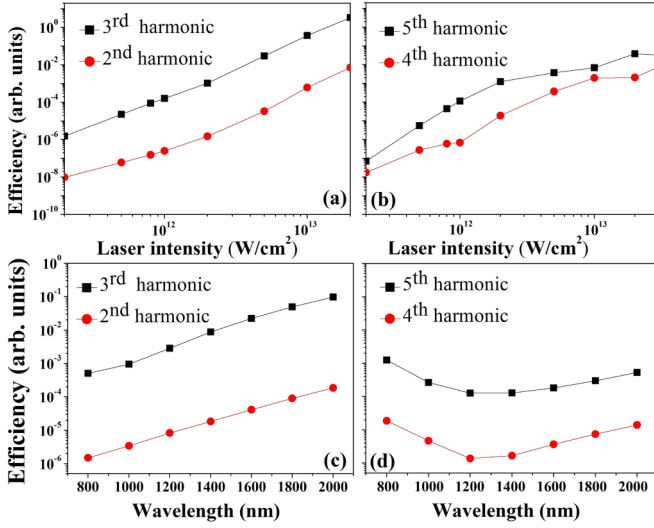 Efficiency (arb. units)
10^0
10^-2
10^-4
10^-6
10^-8
10^-10
3rd harmonic
2nd harmonic
(a)
10^12
10^13
Laser intensity (W/cm^2)
5th harmonic
4th harmonic
(b)
10^12
10^13
Laser intensity (W/cm^2)
Efficiency (arb. units)
10^0
10^-1
10^-2
10^-3
10^-4
10^-5
10^-6
3rd harmonic
2nd harmonic
(c)
800 1000 1200 1400 1600 1800 2000
Wavelength (nm)
5th harmonic
4th harmonic
(d)
800 1000 1200 1400 1600 1800 2000
Wavelength (nm)